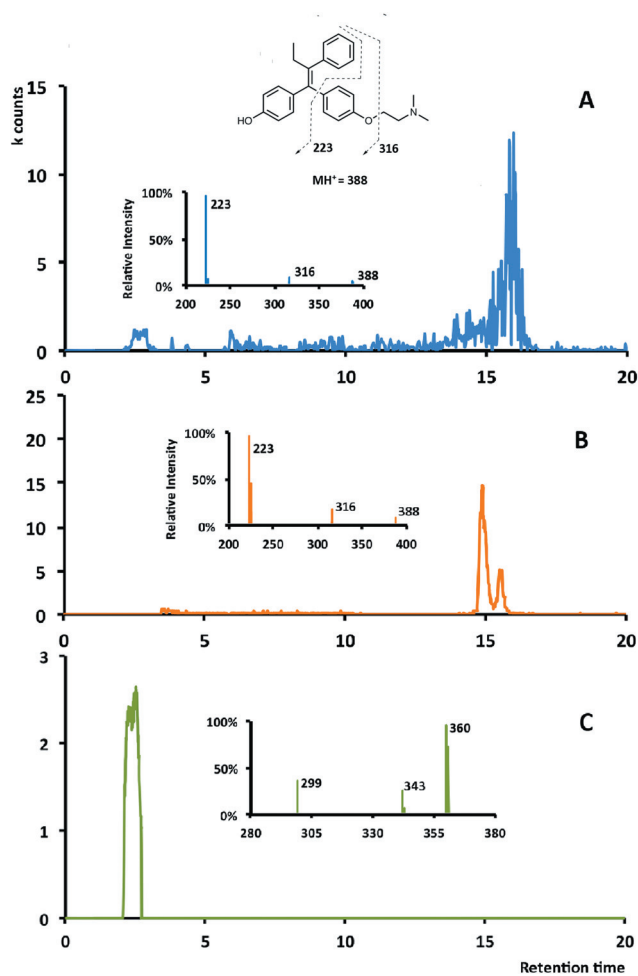 N
HO
O
223
316
MH⁺ = 388
A
k counts
15
10
5
0
0 5 10 15 20
Relative Intensity
100%
50%
0%
223
316
388
200 250 300 350 400
B
25
20
15
10
5
0
0 5 10 15 20
Relative Intensity
100%
50%
0%
223
316
388
200 250 300 350 400
C
3
2
1
0
0 5 10 15 20
100%
50%
0%
299
343
360
280 305 330 355 380
Retention time